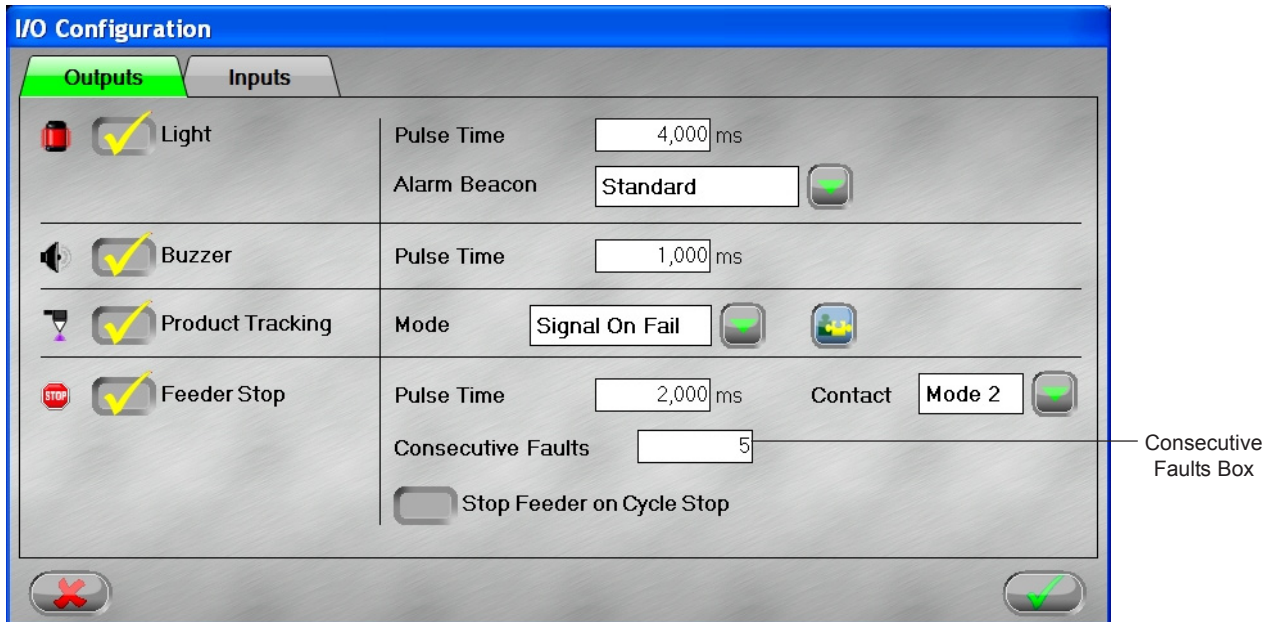 I/O Configuration
Outputs Inputs
Light Pulse Time 4,000 ms
Alarm Beacon Standard
Buzzer Pulse Time 1,000 ms
Product Tracking Mode Signal On Fail
STOP Feeder Stop Pulse Time 2,000 ms Contact Mode 2
Consecutive Faults 5
Stop Feeder on Cycle Stop
Consecutive
Faults Box